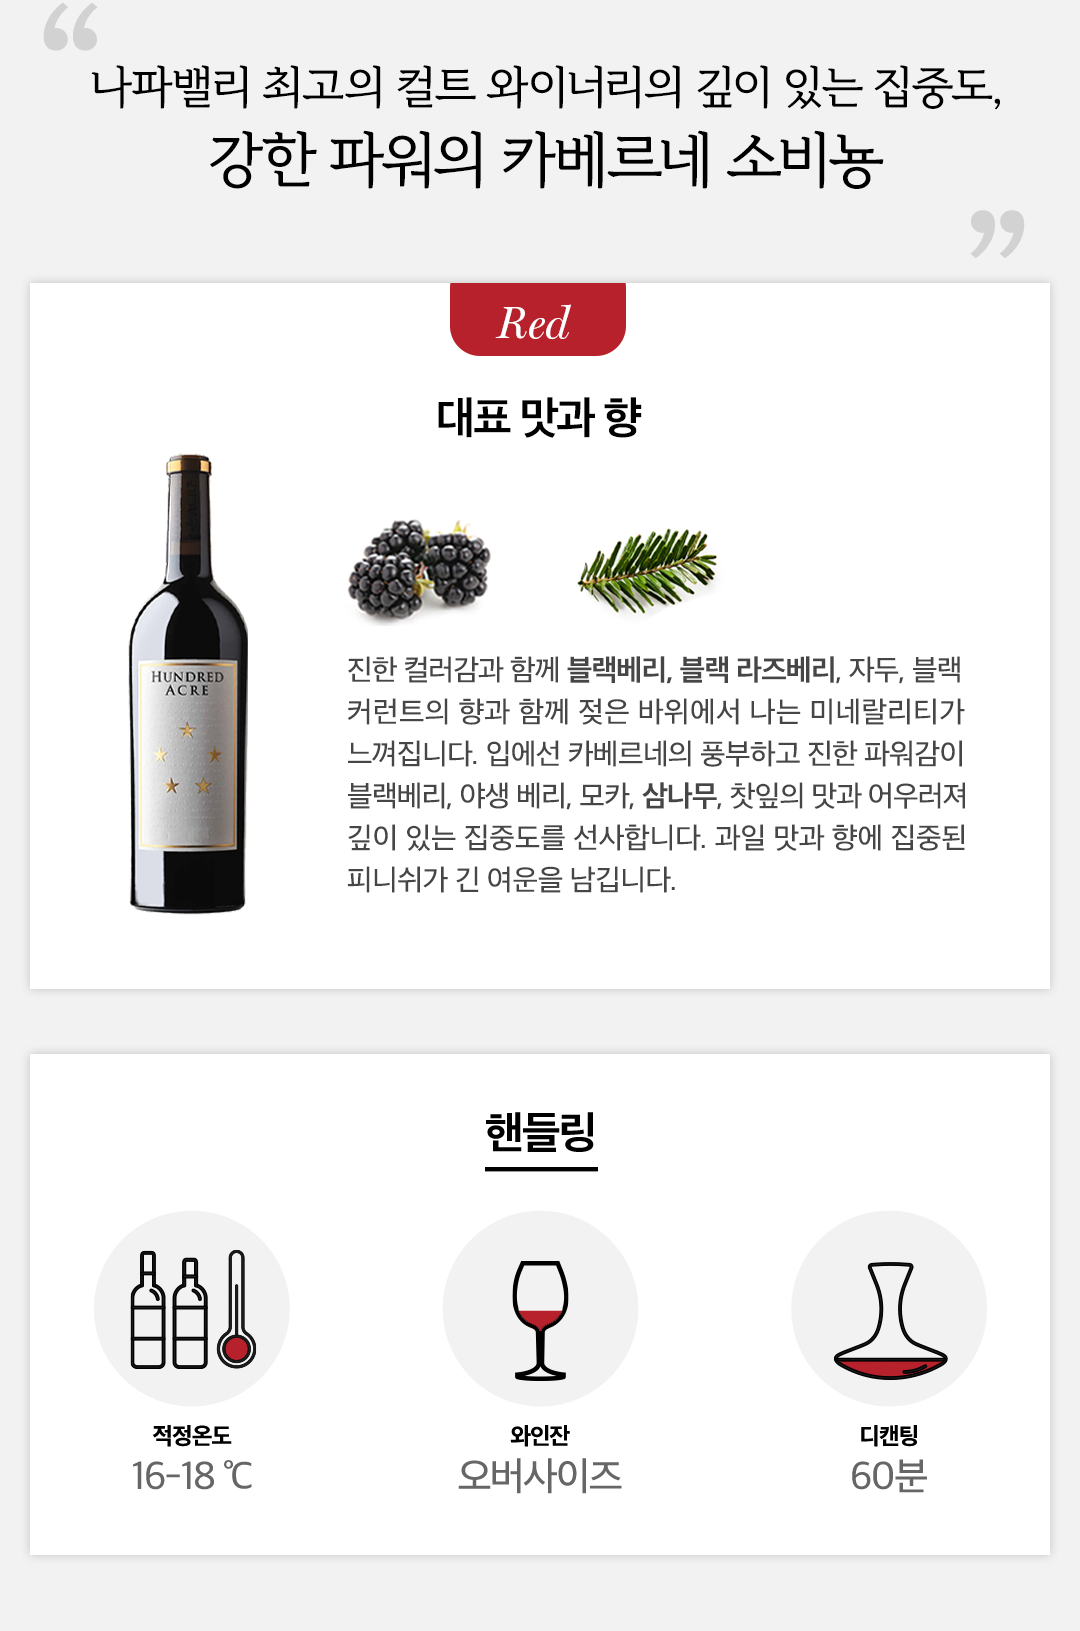 “
나파밸리 최고의 컬트 와이너리의 깊이 있는 집중도,
강한 파워의 카베르네 소비뇽
”
Red
대표 맛과 향
HUNDRED
ACRE
진한 컬러감과 함께 블랙베리, 블랙 라즈베리, 자두, 블랙
커런트의 향과 함께 젖은 바위에서 나는 미네랄리티가
느껴집니다. 입에선 카베르네의 풍부하고 진한 파워감이
블랙베리, 야생 베리, 모카, 삼나무, 찻잎의 맛과 어우러져
깊이 있는 집중도를 선사합니다. 과일 맛과 향에 집중된
피니쉬가 긴 여운을 남깁니다.
핸들링
적정온도
16-18 ℃
와인잔
오버사이즈
디캔팅
60분